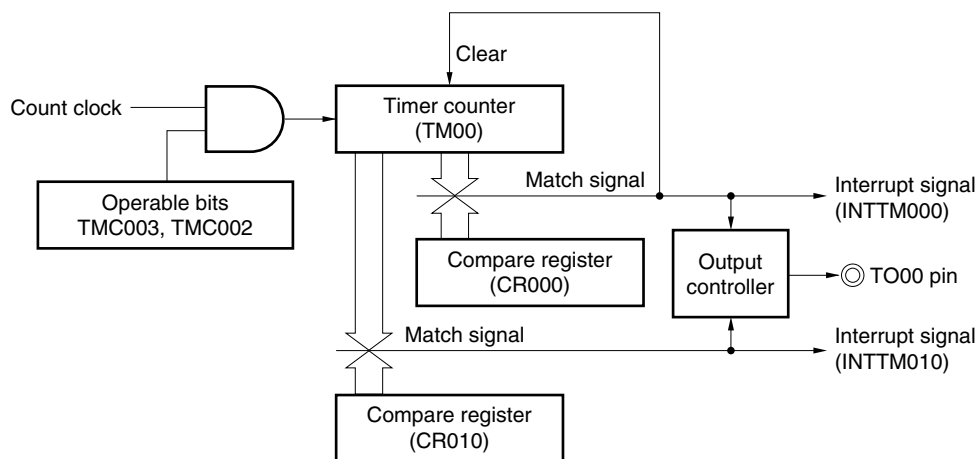 Clear
Count clock
Timer counter
(TM00)
Operable bits
TMC003, TMC002
Match signal
Interrupt signal
(INTTM000)
Compare register
(CR000)
Output
controller
TO00 pin
Match signal
Interrupt signal
(INTTM010)
Compare register
(CR010)